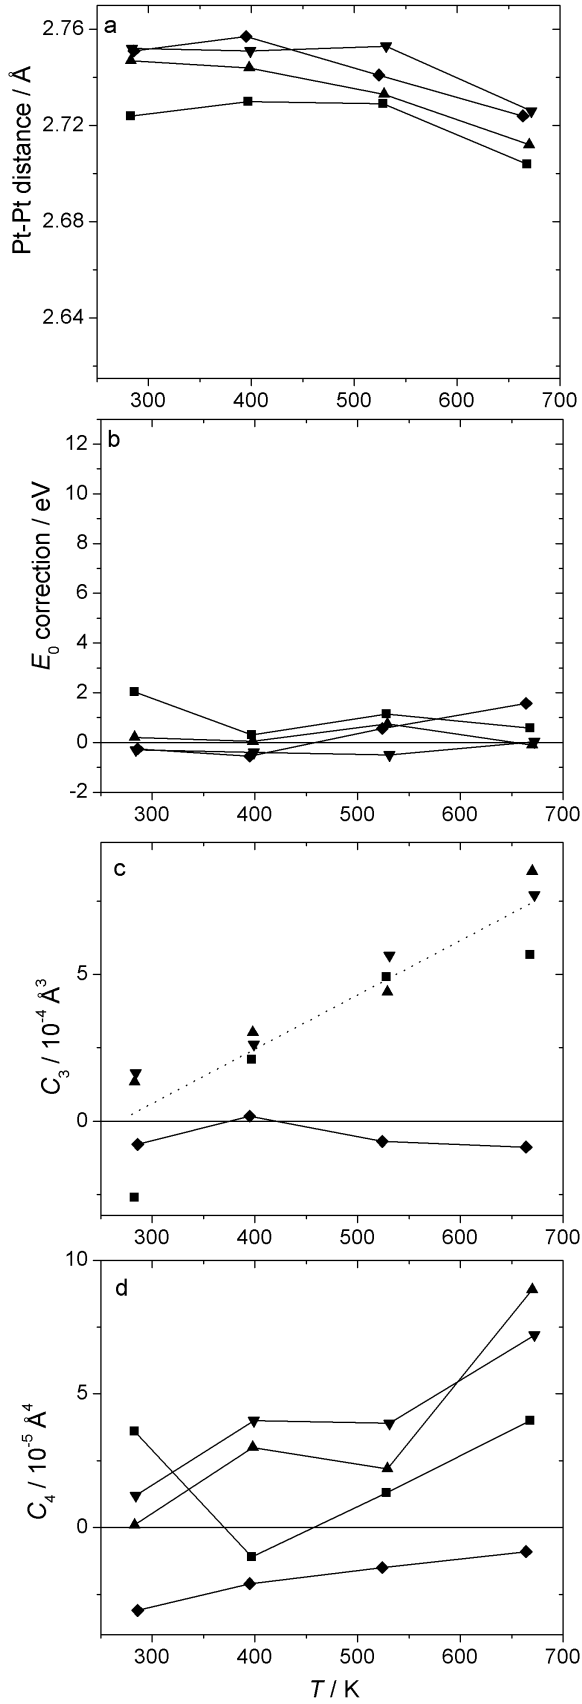 a
2.76
2.72
2.68
2.64
Pt-Pt distance / Å
300 400 500 600 700
b
12
10
8
6
4
2
0
-2
E0 correction / eV
300 400 500 600 700
c
5
0
C3 / 10-4 Å3
300 400 500 600 700
d
10
5
0
C4 / 10-5 Å4
300 400 500 600 700
T / K